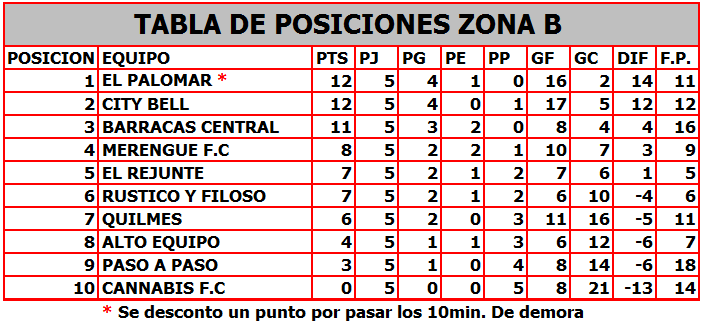 TABLA DE POSICIONES ZONA B
POSICION EQUIPO PTS PJ PG PE PP GF GC DIF F.P.
1 EL PALOMAR * 12 5 4 1 0 16 2 14 11
2 CITY BELL 12 5 4 0 1 17 5 12 12
3 BARRACAS CENTRAL 11 5 3 2 0 8 4 4 16
4 MERENGUE F.C 8 5 2 2 1 10 7 3 9
5 EL REJUNTE 7 5 2 1 2 7 6 1 5
6 RUSTICO Y FILOSO 7 5 2 1 2 6 10 -4 6
7 QUILMES 6 5 2 0 3 11 16 -5 11
8 ALTO EQUIPO 4 5 1 1 3 6 12 -6 7
9 PASO A PASO 3 5 1 0 4 8 14 -6 18
10 CANNABIS F.C 0 5 0 0 5 8 21 -13 14
* Se desconto un punto por pasar los 10min. De demora